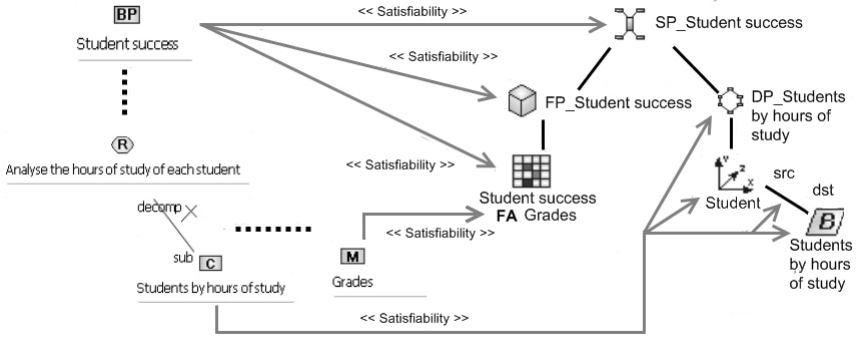 BP
<< Satisfiability >>
SP_Student success
Student success
<< Satisfiability >>
FP_Student success
DP_Students
by hours of
study
R
Analyse the hours of study of each student
<< Satisfiability >>
Y
Z
X
src
dst
Student success
FA Grades
Student
decomp
B
<< Satisfiability >>
sub
C
M
Students
by hours
of study
Students by hours of study
Grades
<< Satisfiability >>